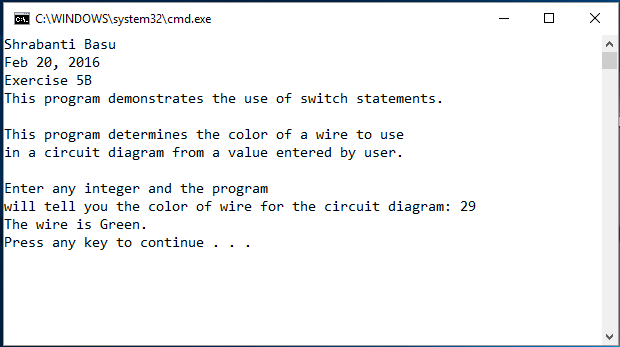 C:\WINDOWS\system32\cmd.exe
Shrabanti Basu
Feb 20, 2016
Exercise 5B
This program demonstrates the use of switch statements.
This program determines the color of a wire to use
in a circuit diagram from a value entered by user.
Enter any integer and the program
will tell you the color of wire for the circuit diagram: 29
The wire is Green.
Press any key to continue . . .